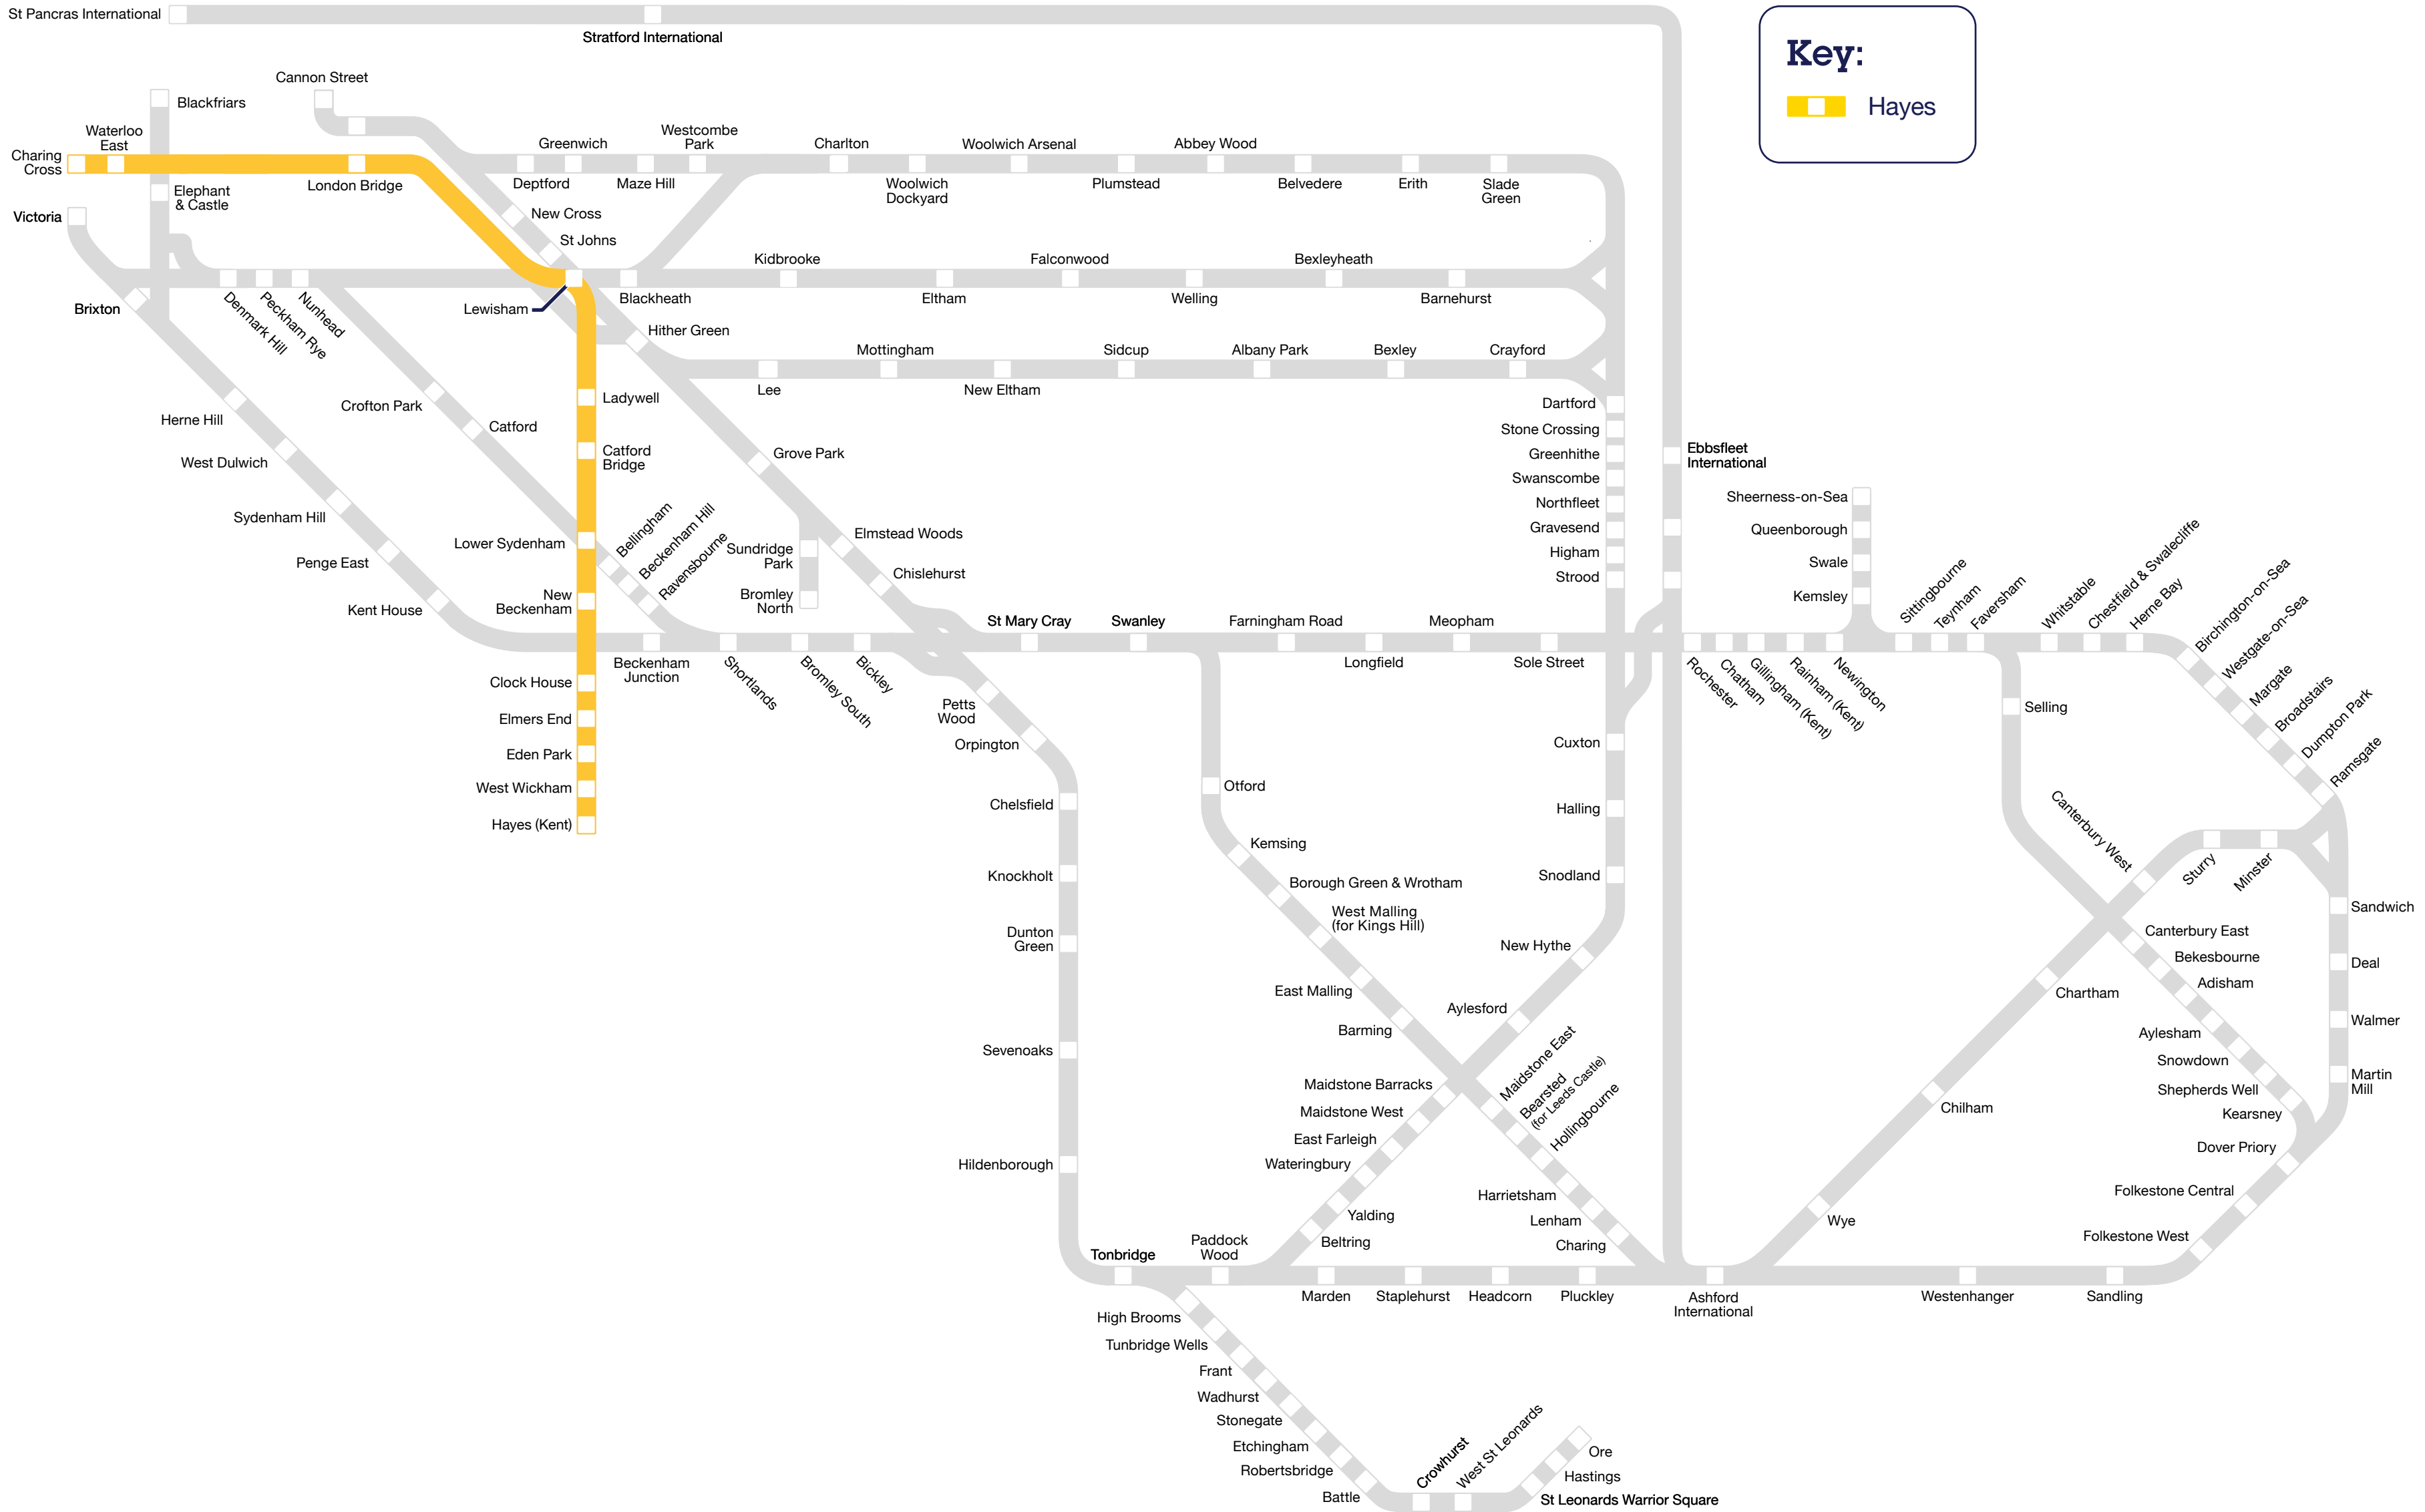 St Pancras International
Stratford International
Key:
Hayes
Cannon Street
Blackfriars
Waterloo
East
Charing
Cross
Elephant
& Castle
London Bridge
Victoria
Greenwich
Westcombe
Park
Charlton
Woolwich Arsenal
Abbey Wood
Deptford
Maze Hill
Woolwich
Dockyard
Plumstead
Belvedere
Erith
Slade
Green
New Cross
St Johns
Kidbrooke
Falconwood
Bexleyheath
Brixton
Denmark Hill
Peckham Rye
Nunhead
Lewisham
Blackheath
Eltham
Welling
Barnehurst
Hither Green
Mottingham
Sidcup
Albany Park
Bexley
Crayford
Lee
New Eltham
Crofton Park
Catford
Ladywell
Catford
Bridge
Herne Hill
West Dulwich
Sydenham Hill
Penge East
Kent House
Grove Park
Dartford
Stone Crossing
Greenhithe
Swanscombe
Northfleet
Gravesend
Higham
Strood
Ebbsfleet
International
Sheerness-on-Sea
Queenborough
Swale
Kemsley
Lower Sydenham
Bellingham
Beckenham Hill
Ravensbourne
Sundridge
Park
Bromley
North
Elmstead Woods
Chislehurst
New
Beckenham
Beckenham
Junction
Shortlands
Bromley South
Bickley
St Mary Cray
Swanley
Farningham Road
Longfield
Meopham
Sole Street
Rochester
Chatham
Gillingham (Kent)
Rainham (Kent)
Newington
Sittingbourne
Teynham
Faversham
Whitstable
Chestfield & Swalecliffe
Herne Bay
Birchington-on-Sea
Westgate-on-Sea
Margate
Broadstairs
Dumpton Park
Ramsgate
Clock House
Elmers End
Eden Park
West Wickham
Hayes (Kent)
Petts
Wood
Orpington
Chelsfield
Knockholt
Dunton
Green
Sevenoaks
Hildenborough
Otford
Kemsing
Borough Green & Wrotham
West Malling
(for Kings Hill)
East Malling
Barming
Cuxton
Halling
Snodland
New Hythe
Aylesford
Maidstone East
Bearsted
(for Leeds Castle)
Hollingbourne
Maidstone Barracks
Maidstone West
East Farleigh
Wateringbury
Yalding
Beltring
Harrietsham
Lenham
Charing
Selling
Canterbury West
Sturry
Minster
Canterbury East
Bekesbourne
Adisham
Aylesham
Snowdown
Shepherds Well
Kearsney
Dover Priory
Sandwich
Deal
Walmer
Martin
Mill
Chartham
Chilham
Wye
Folkestone Central
Folkestone West
Tonbridge
Paddock
Wood
Marden
Staplehurst
Headcorn
Pluckley
Ashford
International
Westenhanger
Sandling
High Brooms
Tunbridge Wells
Frant
Wadhurst
Stonegate
Etchingham
Robertsbridge
Battle
Crowhurst
West St Leonards
Ore
Hastings
St Leonards Warrior Square